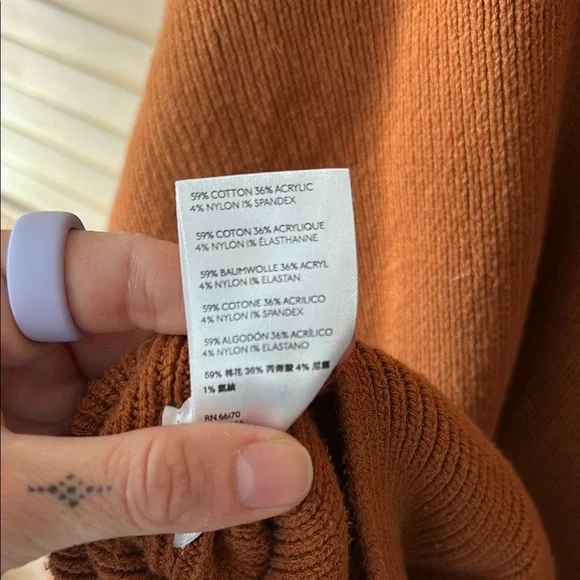 59% COTTON 36% ACRYLIC
4% NYLON 1% SPANDEX
59% COTON 36% ACRYLIQUE
4% NYLON 1% ÉLASTHANNE
59% BAUMWOLLE 36% ACRYL
4% NYLON 1% ELASTAN
59% COTONE 36% ACRILICO
4% NYLON 1% SPANDEX
59% ALGODÓN 36% ACRÍLICO
4% NYLON 1% ELASTANO
59% 棉花 36% 丙烯酸 4% 尼龍
1% 氨綸
RN 66170